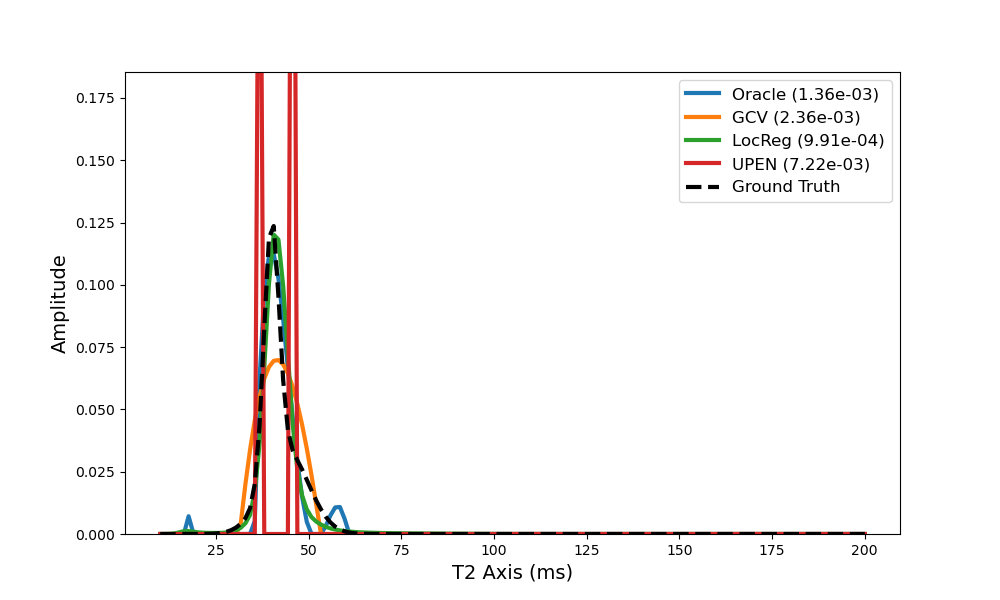 Oracle (1.36e-03)
GCV (2.36e-03)
LocReg (9.91e-04)
UPEN (7.22e-03)
Ground Truth
Amplitude
0.175
0.150
0.125
0.100
0.075
0.050
0.025
0.000
25 50 75 100 125 150 175 200
T2 Axis (ms)